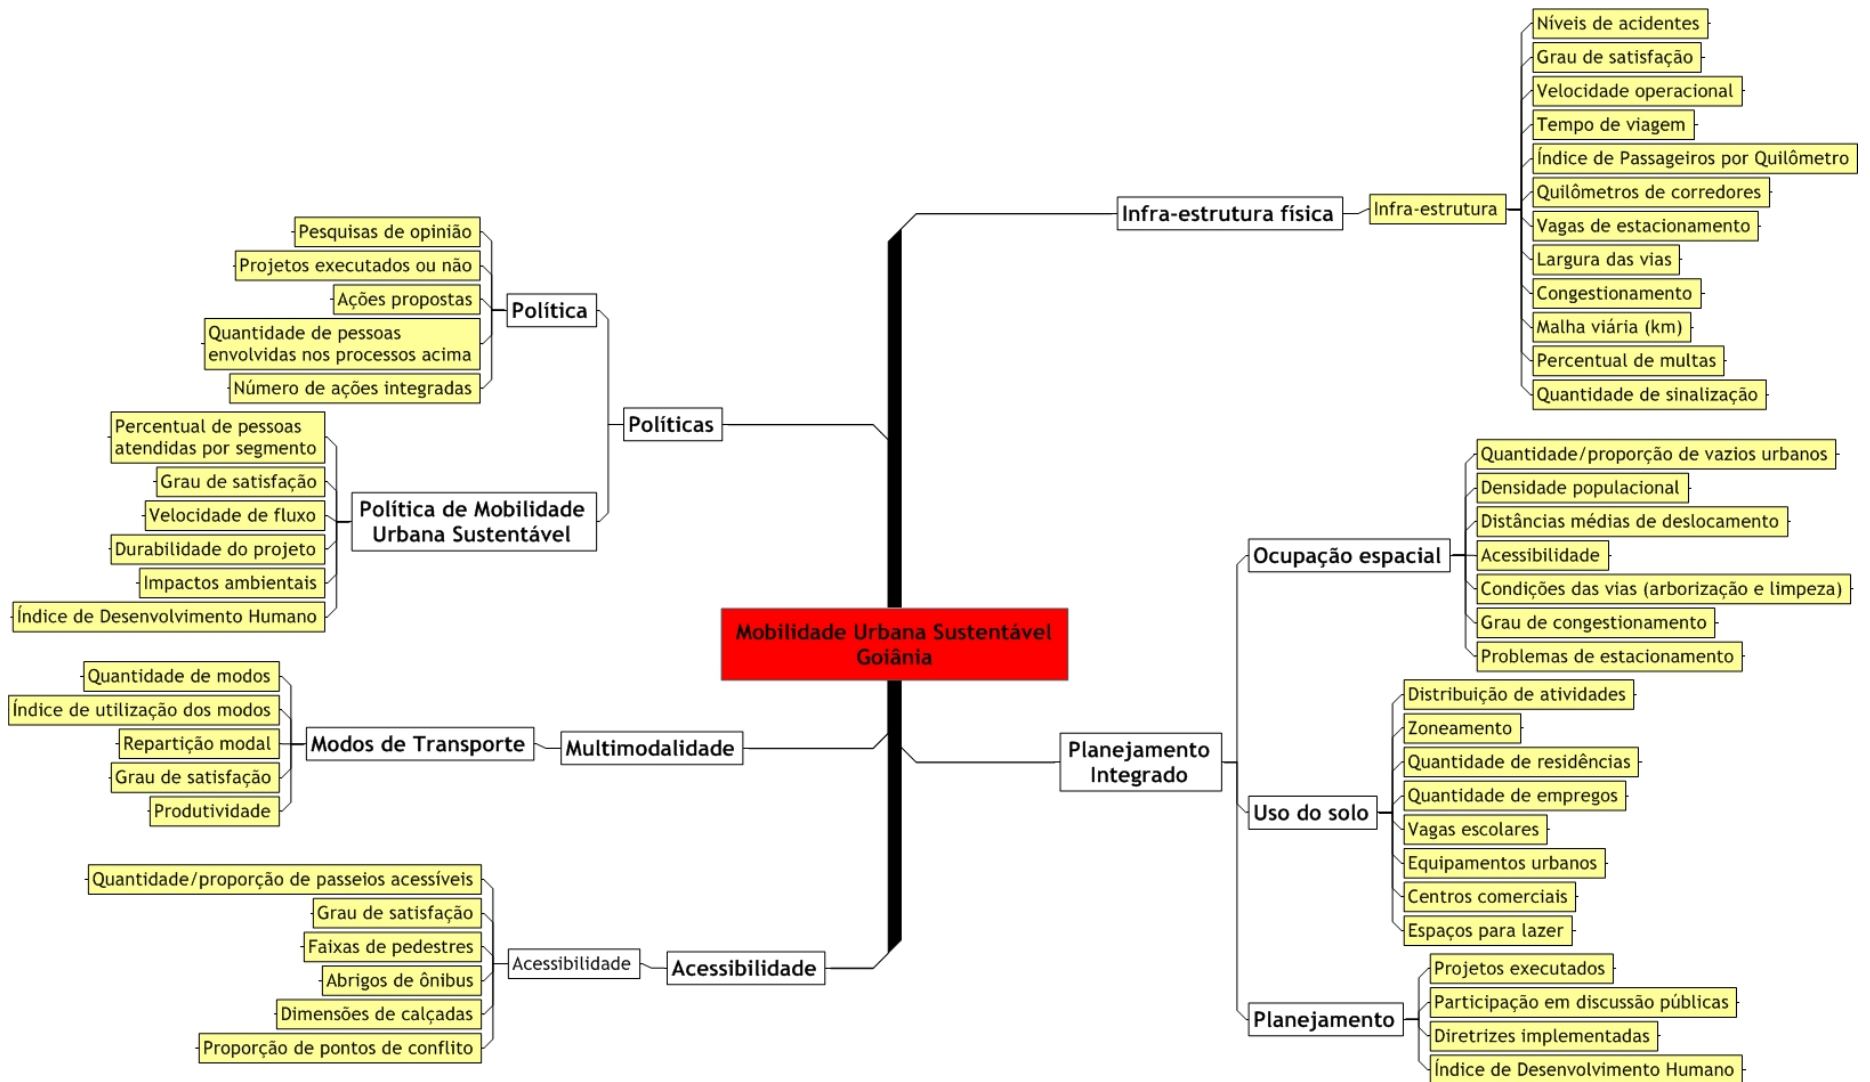 Mobilidade Urbana Sustentável
Goiânia
Políticas
Política
Pesquisas de opinião
Projetos executados ou não
Ações propostas
Quantidade de pessoas
envolvidas nos processos acima
Número de ações integradas
Política de Mobilidade
Urbana Sustentável
Percentual de pessoas
atendidas por segmento
Grau de satisfação
Velocidade de fluxo
Durabilidade do projeto
Impactos ambientais
Índice de Desenvolvimento Humano
Multimodalidade
Modos de Transporte
Quantidade de modos
Índice de utilização dos modos
Repartição modal
Grau de satisfação
Produtividade
Acessibilidade
Acessibilidade
Quantidade/proporção de passeios acessíveis
Grau de satisfação
Faixas de pedestres
Abrigos de ônibus
Dimensões de calçadas
Proporção de pontos de conflito
Infra-estrutura física
Infra-estrutura
Níveis de acidentes
Grau de satisfação
Velocidade operacional
Tempo de viagem
Índice de Passageiros por Quilômetro
Quilômetros de corredores
Vagas de estacionamento
Largura das vias
Congestionamento
Malha viária (km)
Percentual de multas
Quantidade de sinalização
Planejamento
Integrado
Ocupação espacial
Quantidade/proporção de vazios urbanos
Densidade populacional
Distâncias médias de deslocamento
Acessibilidade
Condições das vias (arborização e limpeza)
Grau de congestionamento
Problemas de estacionamento
Uso do solo
Distribuição de atividades
Zoneamento
Quantidade de residências
Quantidade de empregos
Vagas escolares
Equipamentos urbanos
Centros comerciais
Espaços para lazer
Planejamento
Projetos executados
Participação em discussão públicas
Diretrizes implementadas
Índice de Desenvolvimento Humano